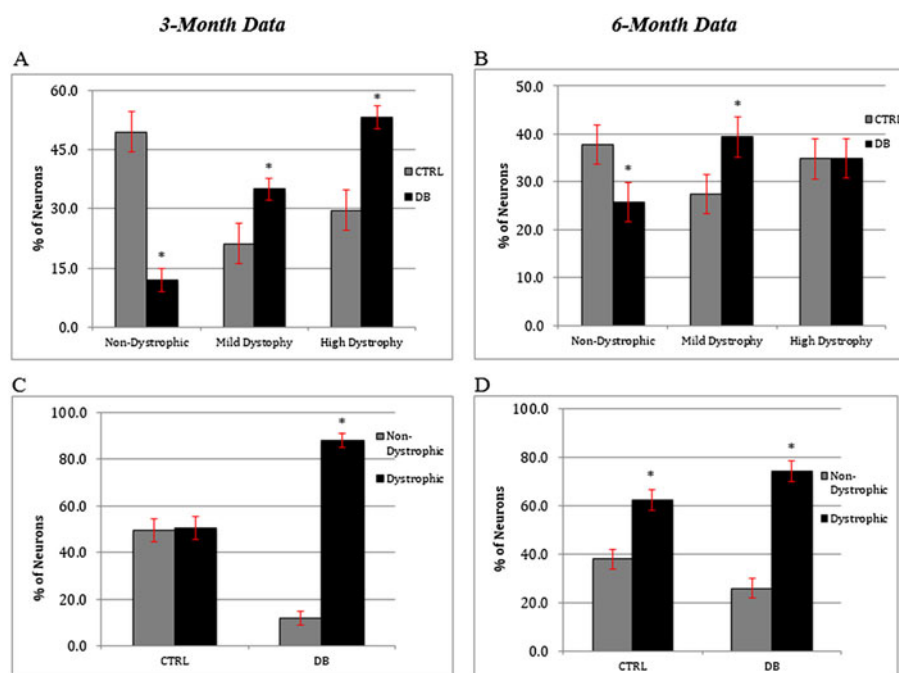 3-Month Data
6-Month Data
A
60.0
45.0
30.0
15.0
0.0
% of Neurons
*
*
*
CTRL
DB
Non-Dystrophic
Mild Dystophy
High Dystrophy
B
50.0
40.0
30.0
20.0
10.0
0.0
% of Neurons
*
*
CTRL
DB
Non-Dystrophic
Mild Dystrophy
High Dystrophy
C
100.0
80.0
60.0
40.0
20.0
0.0
% of Neurons
*
Non-
Dystrophic
Dystrophic
CTRL
DB
D
100.0
80.0
60.0
40.0
20.0
0.0
% of Neurons
*
*
Non-
Dystrophic
Dystrophic
CTRL
DB